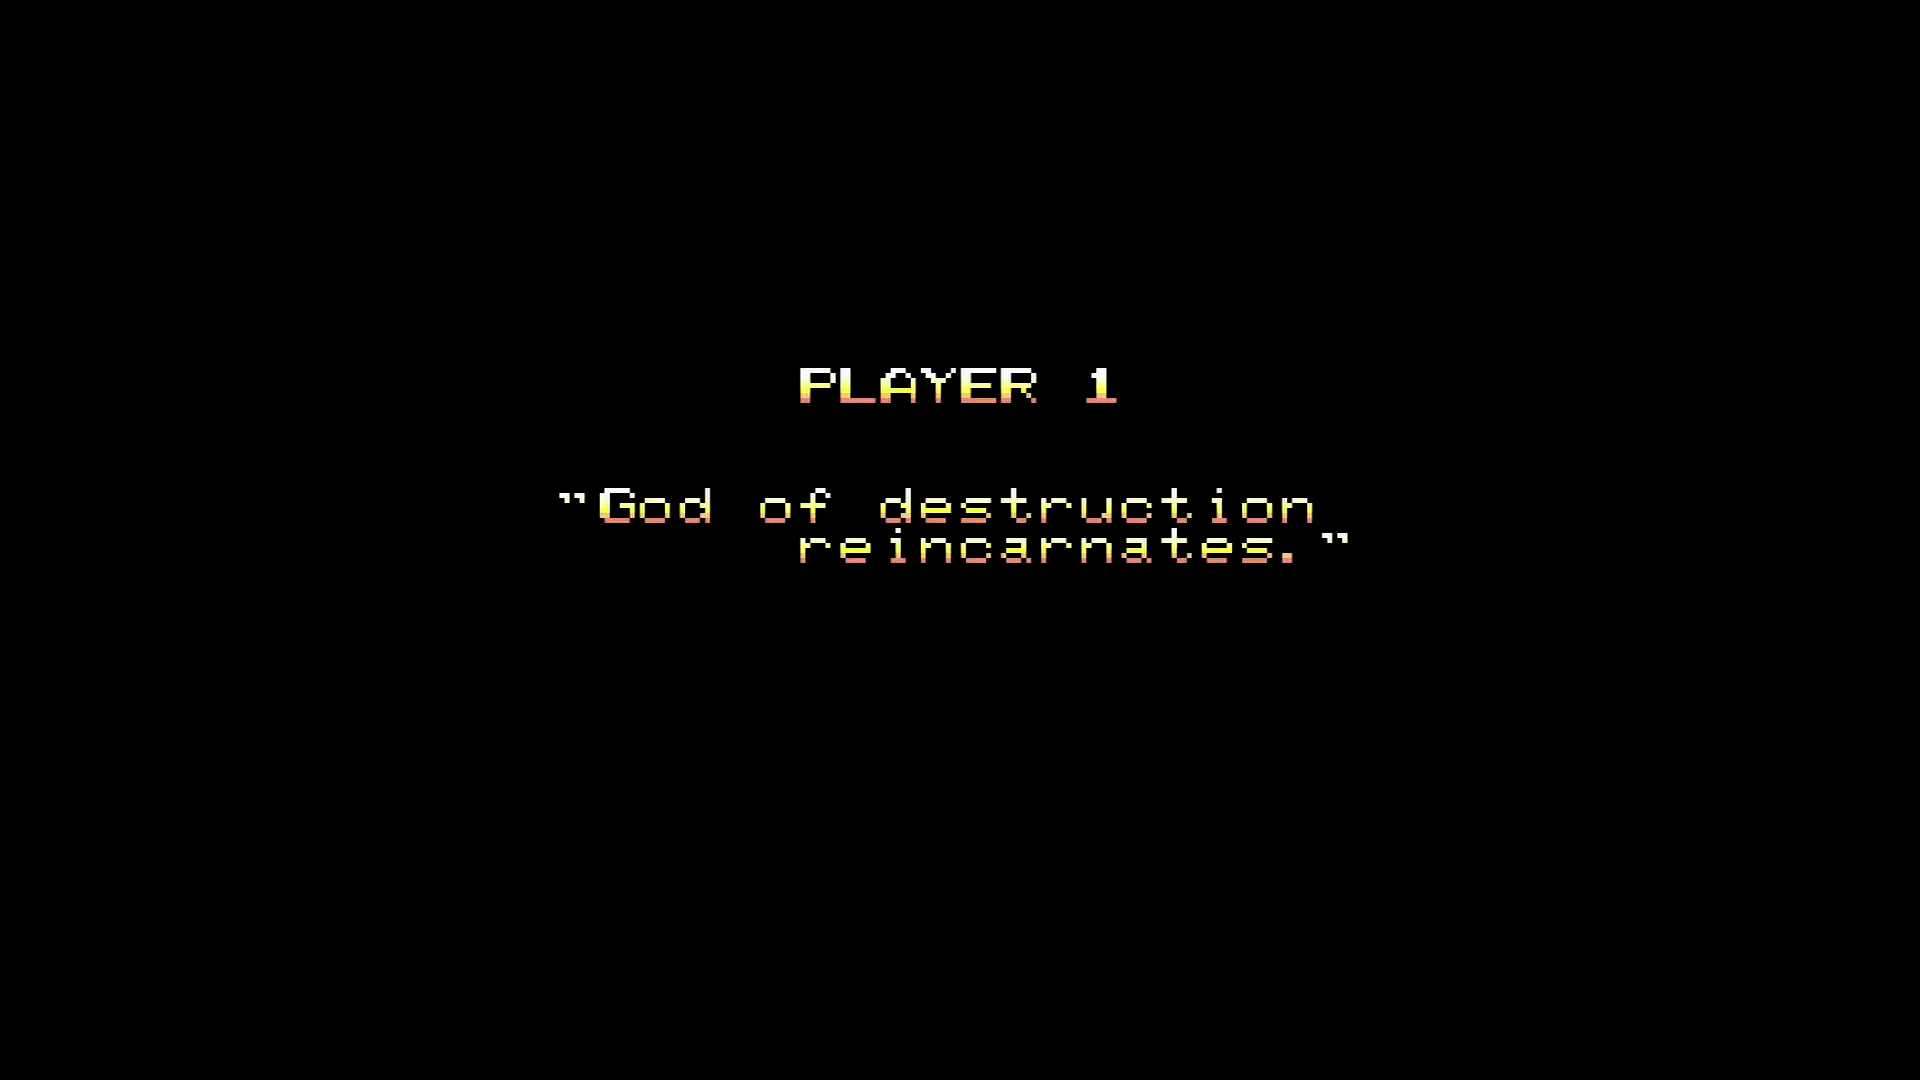 PLAYER 1
"God of destruction
reincarnates."